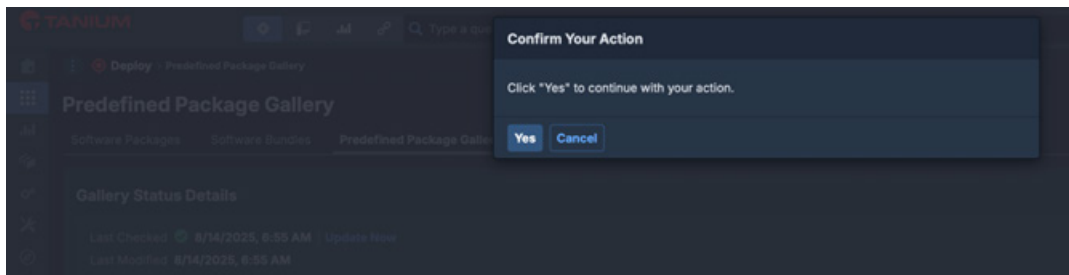 TANIUM
Type a que
Deploy Predefined Package Gallery
Predefined Package Gallery
Software Packages Software Bundles Predefined Package Galle
Gallery Status Details
Last Checked 8/14/2025, 6:55 AM | Update Now
Last Modified 8/14/2025, 6:55 AM
Confirm Your Action
Click "Yes" to continue with your action.
Yes Cancel